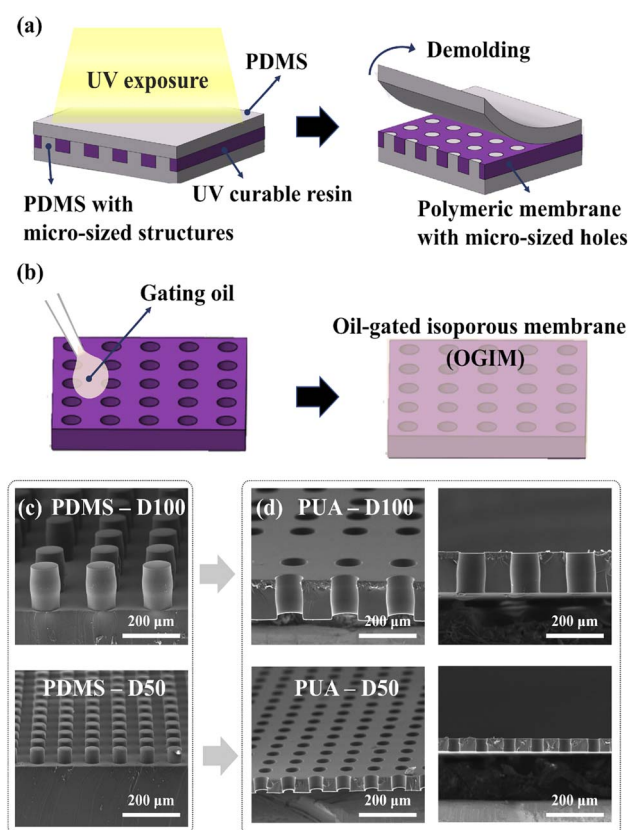 (a)
UV exposure
PDMS
Demolding
PDMS with
micro-sized structures
UV curable resin
Polymeric membrane
with micro-sized holes
(b)
Gating oil
Oil-gated isoporous membrane
(OGIM)
(c) PDMS – D100
200 μm
(d) PUA – D100
200 μm
200 μm
PDMS – D50
200 μm
PUA – D50
200 μm
200 μm